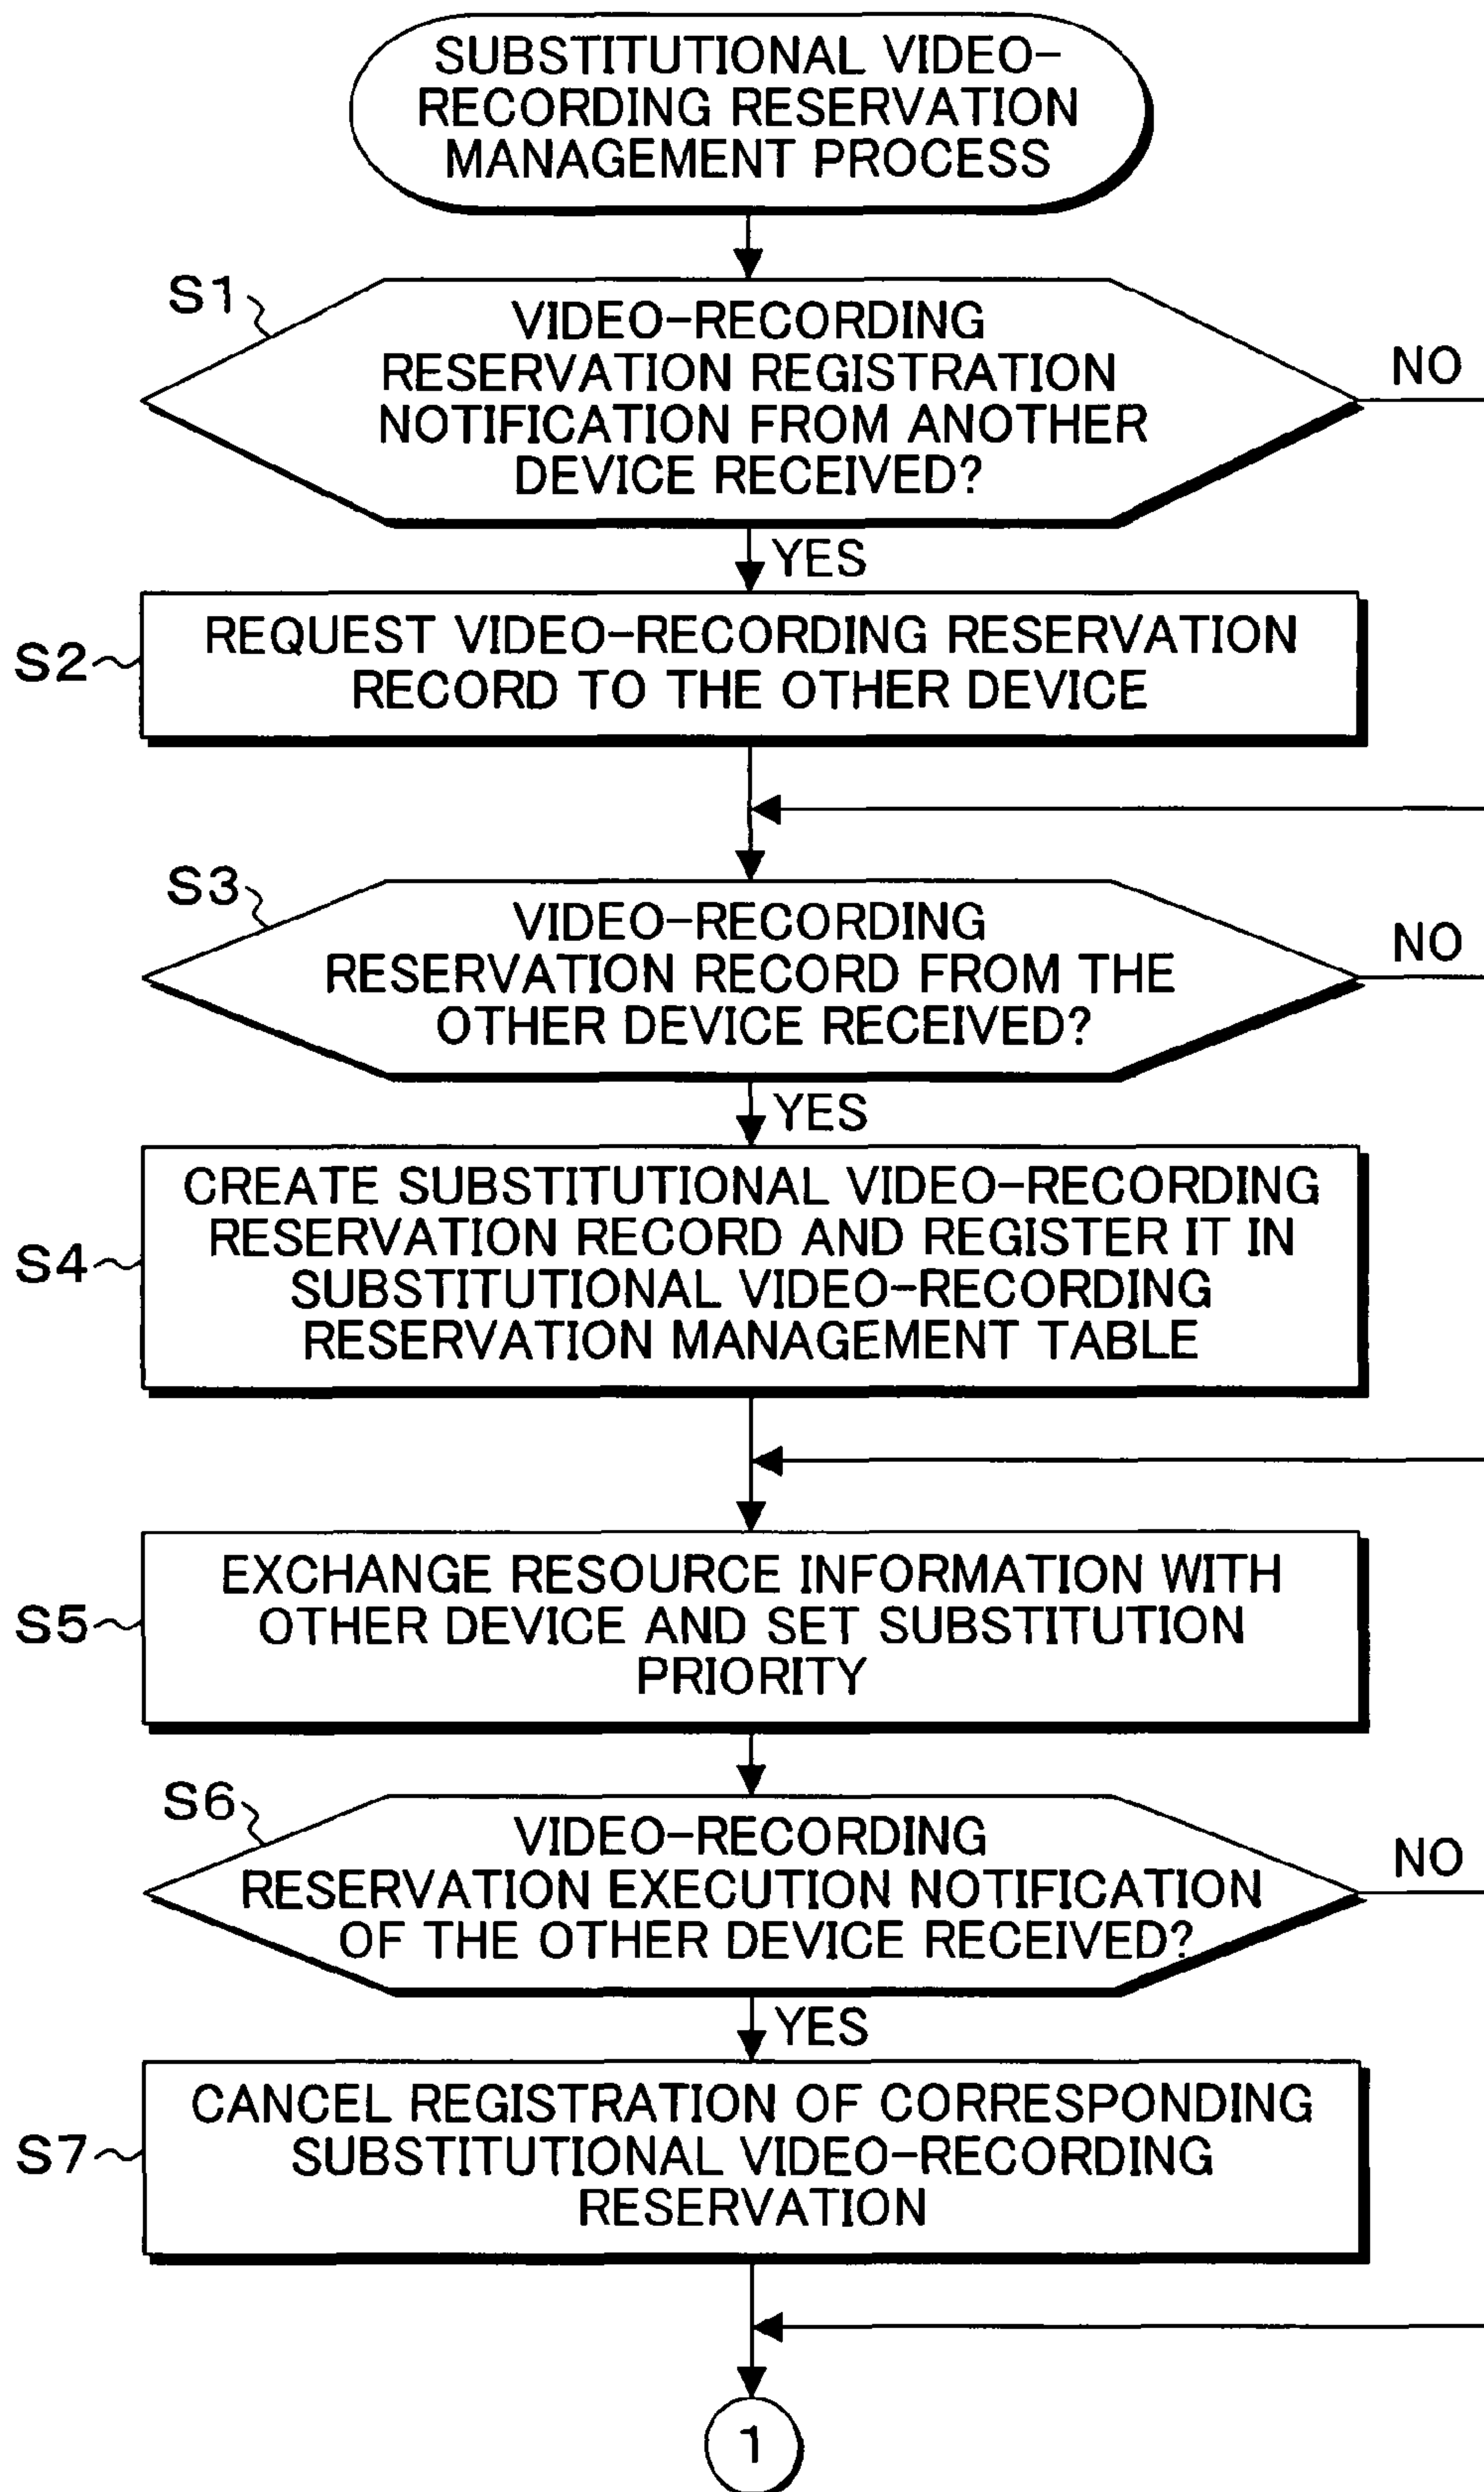 SUBSTITUTIONAL VIDEO-
RECORDING RESERVATION
MANAGEMENT PROCESS
S1
VIDEO-RECORDING
RESERVATION REGISTRATION
NOTIFICATION FROM ANOTHER
DEVICE RECEIVED?
NO
YES
S2
REQUEST VIDEO-RECORDING RESERVATION
RECORD TO THE OTHER DEVICE
S3
VIDEO-RECORDING
RESERVATION RECORD FROM THE
OTHER DEVICE RECEIVED?
NO
YES
S4
CREATE SUBSTITUTIONAL VIDEO-RECORDING
RESERVATION RECORD AND REGISTER IT IN
SUBSTITUTIONAL VIDEO-RECORDING
RESERVATION MANAGEMENT TABLE
S5
EXCHANGE RESOURCE INFORMATION WITH
OTHER DEVICE AND SET SUBSTITUTION
PRIORITY
S6
VIDEO-RECORDING
RESERVATION EXECUTION NOTIFICATION
OF THE OTHER DEVICE RECEIVED?
NO
YES
S7
CANCEL REGISTRATION OF CORRESPONDING
SUBSTITUTIONAL VIDEO-RECORDING
RESERVATION
1